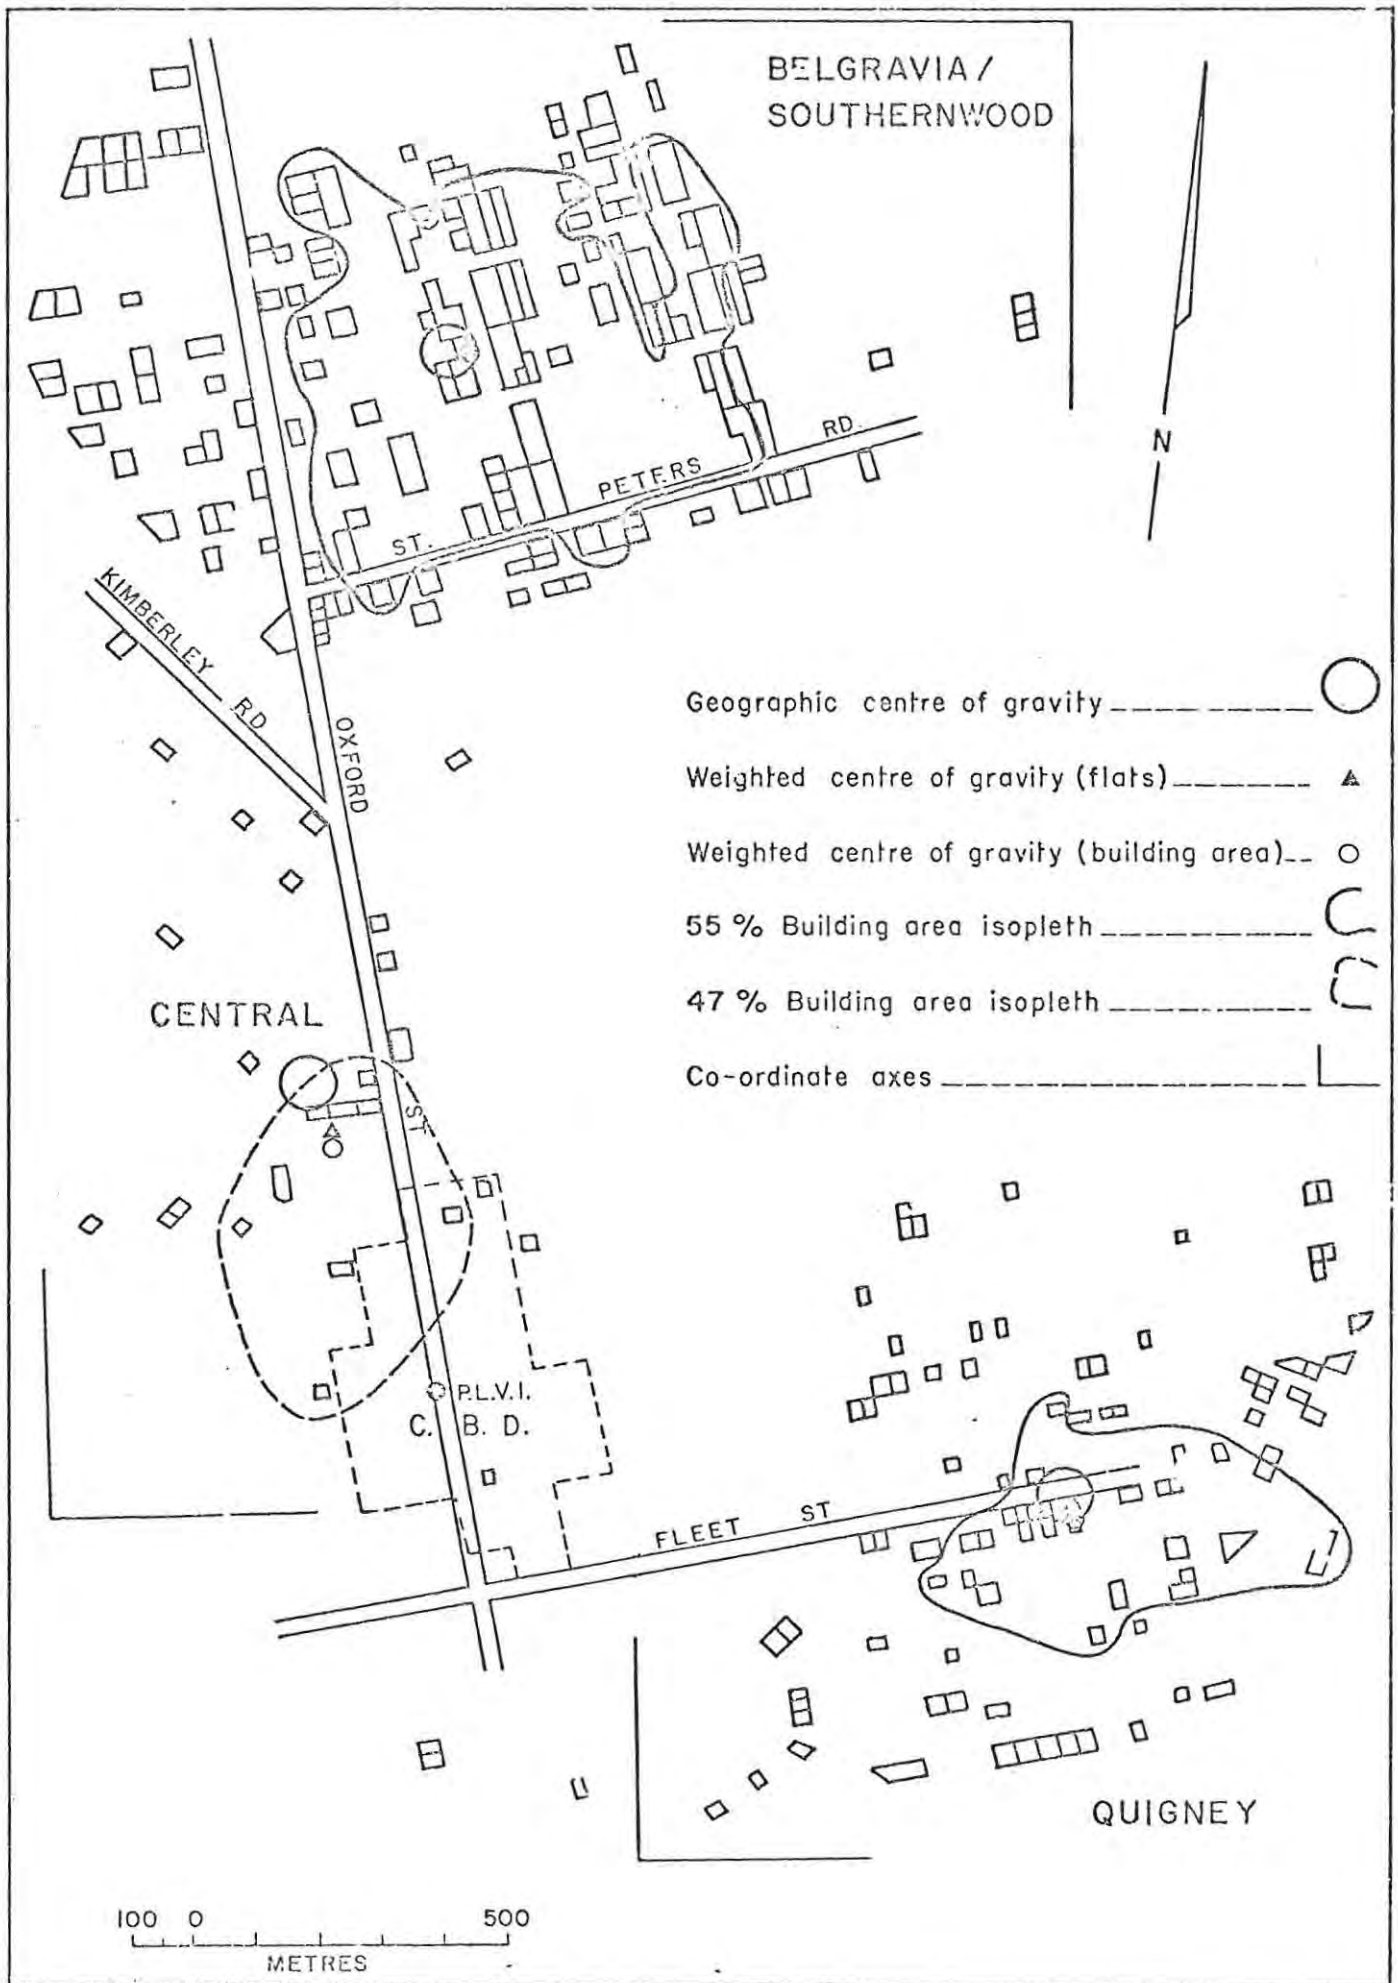 BELGRAVIA /
SOUTHERNWOOD
N
ST. PETERS RD.
KIMBERLEY RD
OXFORD ST
Geographic centre of gravity
Weighted centre of gravity (flats)
Weighted centre of gravity (building area)
55 % Building area isopleth
47 % Building area isopleth
Co-ordinate axes
CENTRAL
P.L.V.I.
C. B. D.
FLEET ST
QUIGNEY
100 0 500
METRES